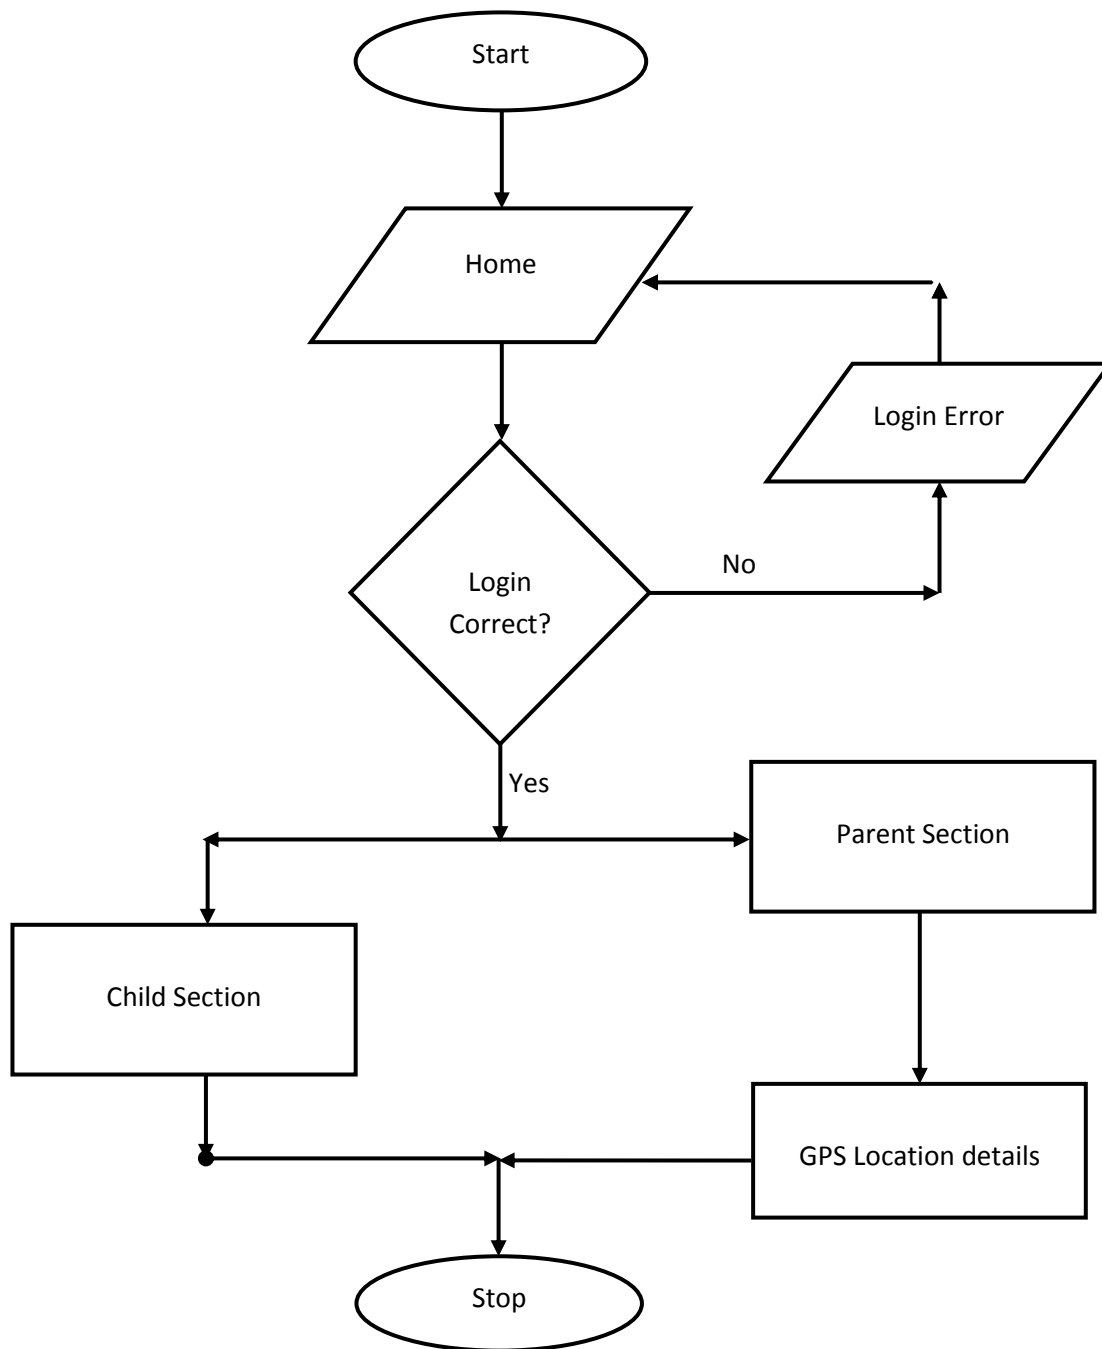 Start
Home
Login Error
No
Login
Correct?
Yes
Parent Section
Child Section
GPS Location details
Stop